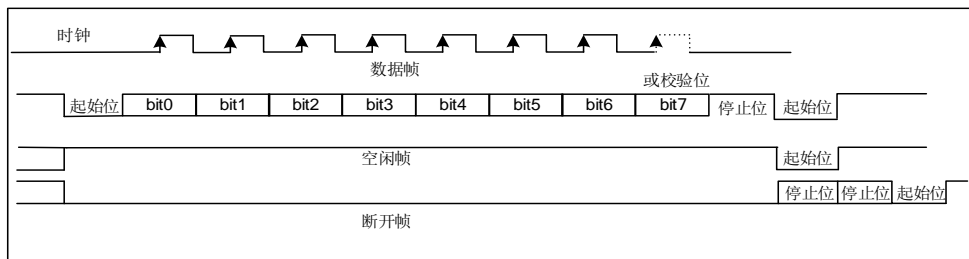 时钟
数据帧
或校验位
起始位 bit0 bit1 bit2 bit3 bit4 bit5 bit6 bit7 停止位 起始位
空闲帧 起始位
停止位 停止位 起始位
断开帧